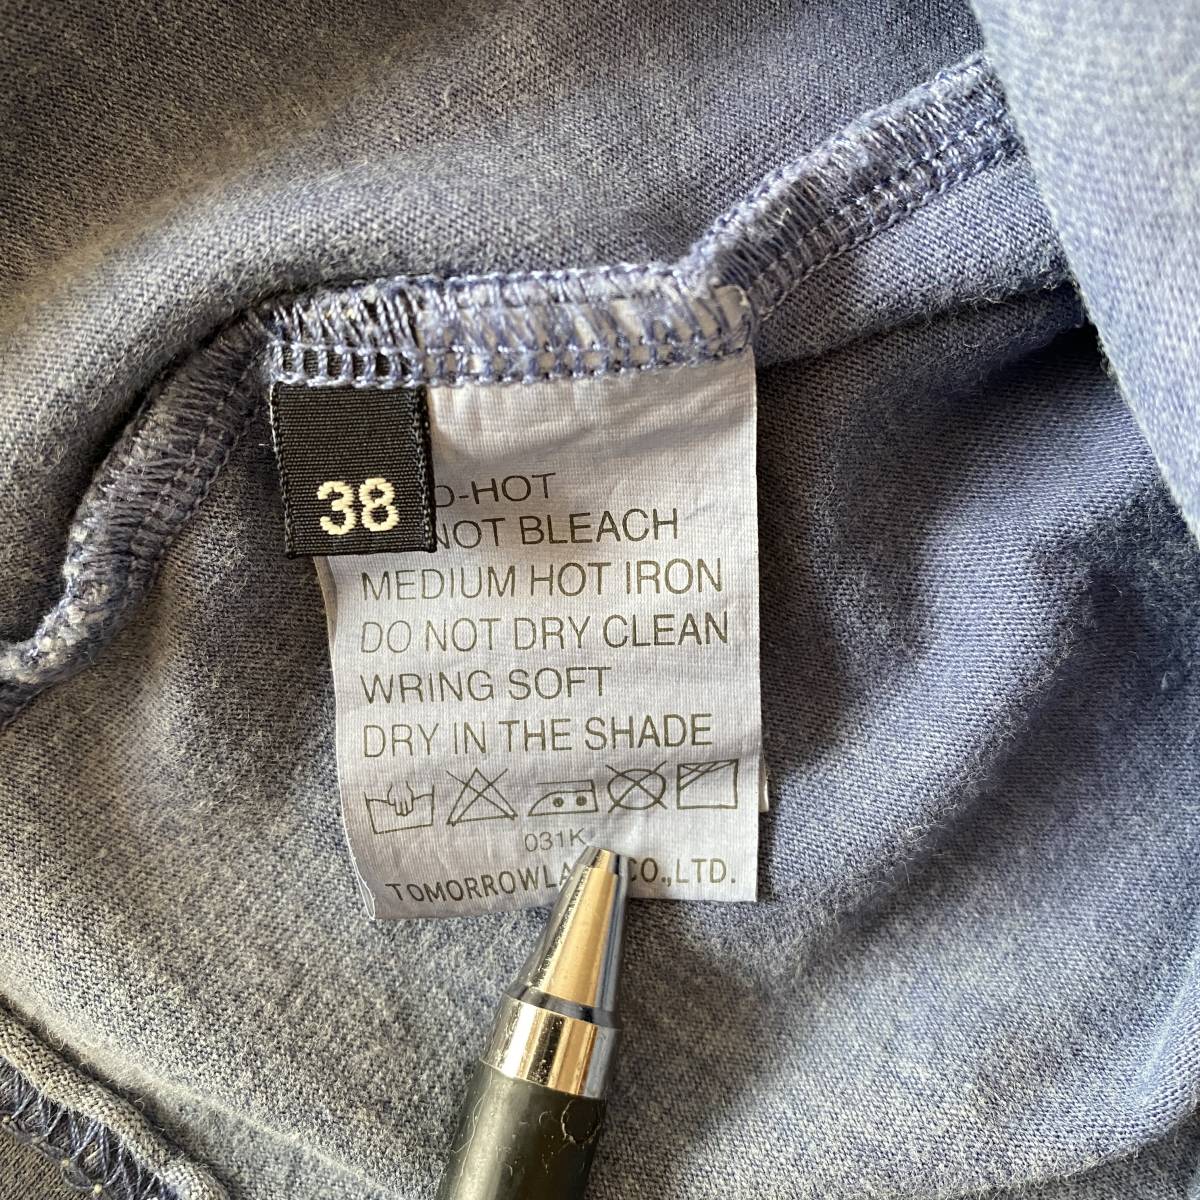 38
-HOT
NOT BLEACH
MEDIUM HOT IRON
DO NOT DRY CLEAN
WRING SOFT
DRY IN THE SHADE
031K
CO.,LTD.